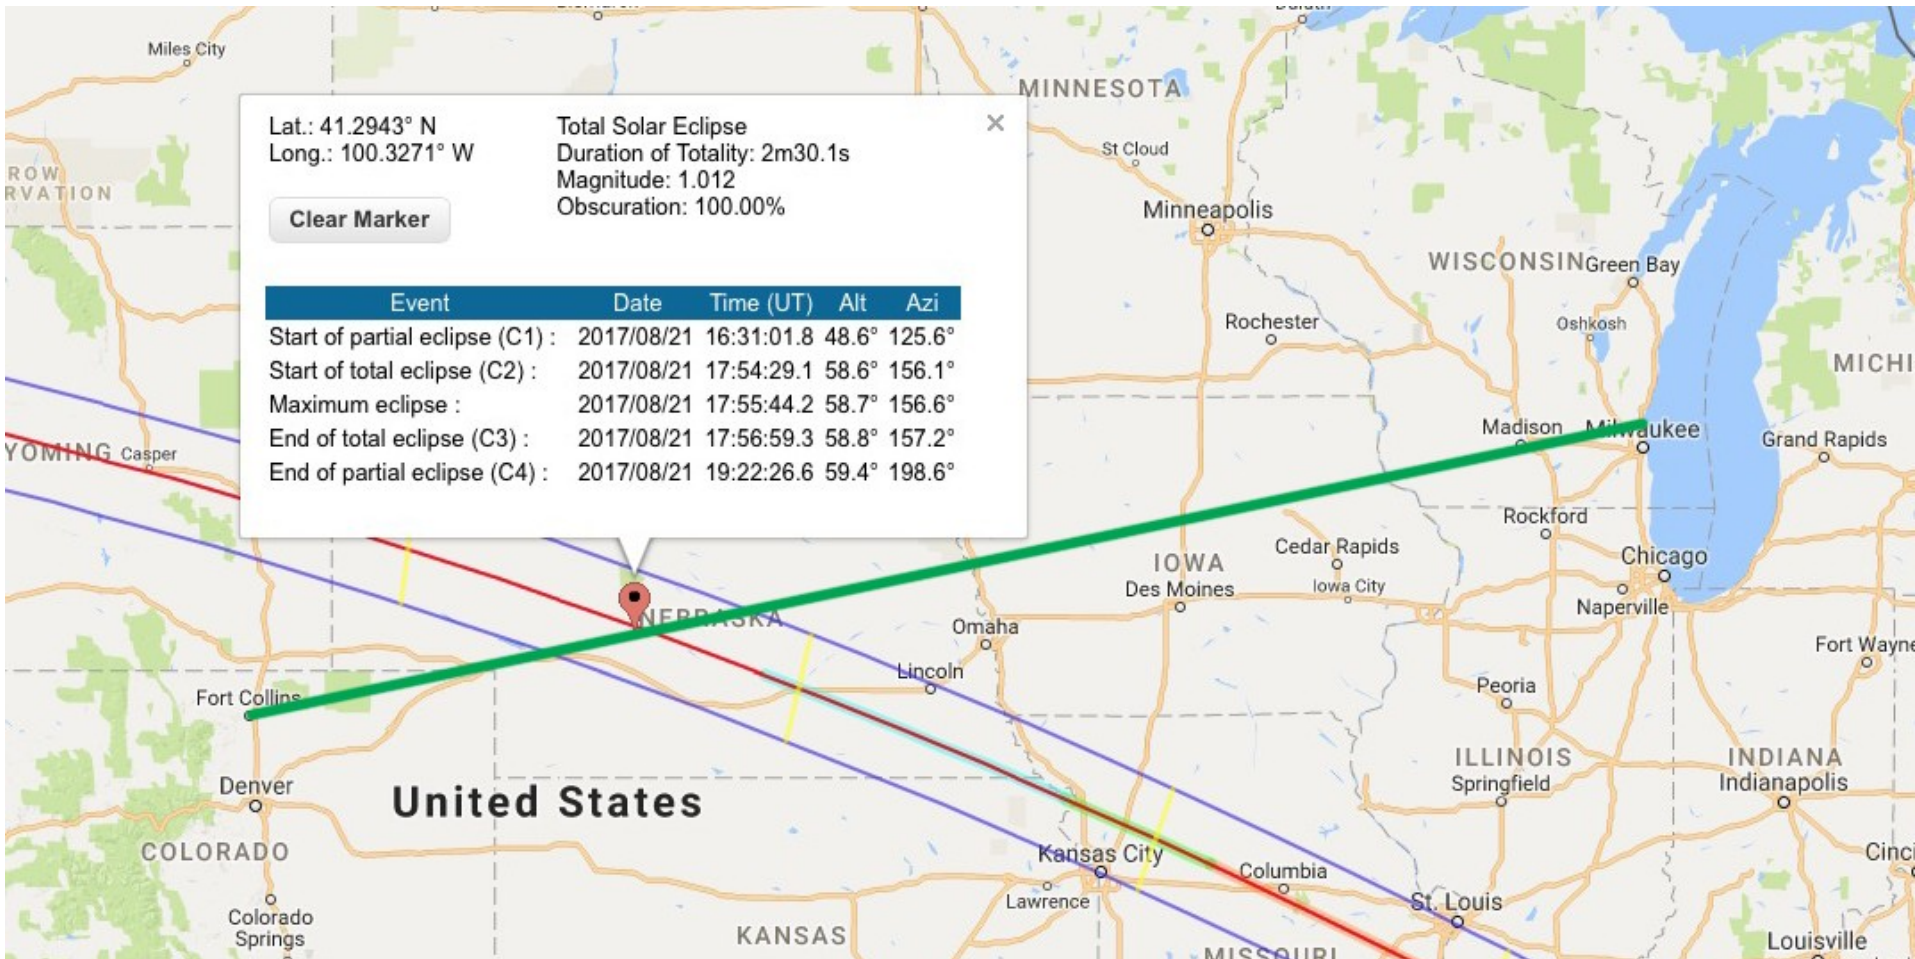 Duluth
Miles City
MINNESOTA
Lat.: 41.2943° N
Long.: 100.3271° W
Total Solar Eclipse
Duration of Totality: 2m30.1s
Magnitude: 1.012
Obscuration: 100.00%
×
Clear Marker
St Cloud
ROW
RVATION
Minneapolis
WISCONSIN
Green Bay
Event Date Time (UT) Alt Azi
Start of partial eclipse (C1) : 2017/08/21 16:31:01.8 48.6° 125.6°
Start of total eclipse (C2) : 2017/08/21 17:54:29.1 58.6° 156.1°
Maximum eclipse : 2017/08/21 17:55:44.2 58.7° 156.6°
End of total eclipse (C3) : 2017/08/21 17:56:59.3 58.8° 157.2°
End of partial eclipse (C4) : 2017/08/21 19:22:26.6 59.4° 198.6°
Rochester
Oshkosh
MICHI
Madison
Milwaukee
Grand Rapids
YOMING
Casper
Rockford
Chicago
Naperville
IOWA
Des Moines
Cedar Rapids
Iowa City
NEBRASKA
Omaha
Lincoln
Fort Wayne
Fort Collins
Peoria
Denver
United States
ILLINOIS
Springfield
INDIANA
Indianapolis
COLORADO
Kansas City
Columbia
Cinci
Lawrence
St. Louis
Colorado
Springs
KANSAS
MISSOURI
Louisville